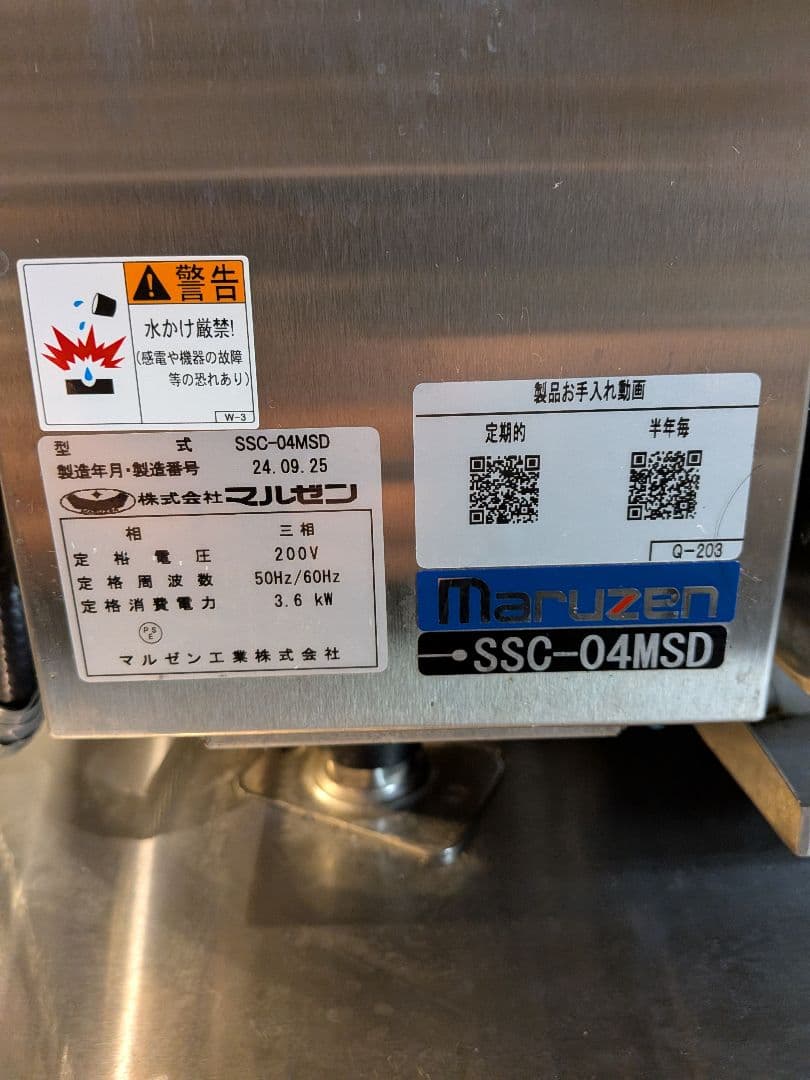 警告
水かけ厳禁!
(感電や機器の故障
等の恐れあり)
W-3
型 式 SSC-04MSD
製造年月・製造番号 24.09.25
株式会社マルゼン
相 三相
定格電圧 200V
定格周波数 50Hz/60Hz
定格消費電力 3.6 kW
PSE
マルゼン工業株式会社
製品お手入れ動画
定期的 半年毎
Q-203
maruzen
SSC-04MSD